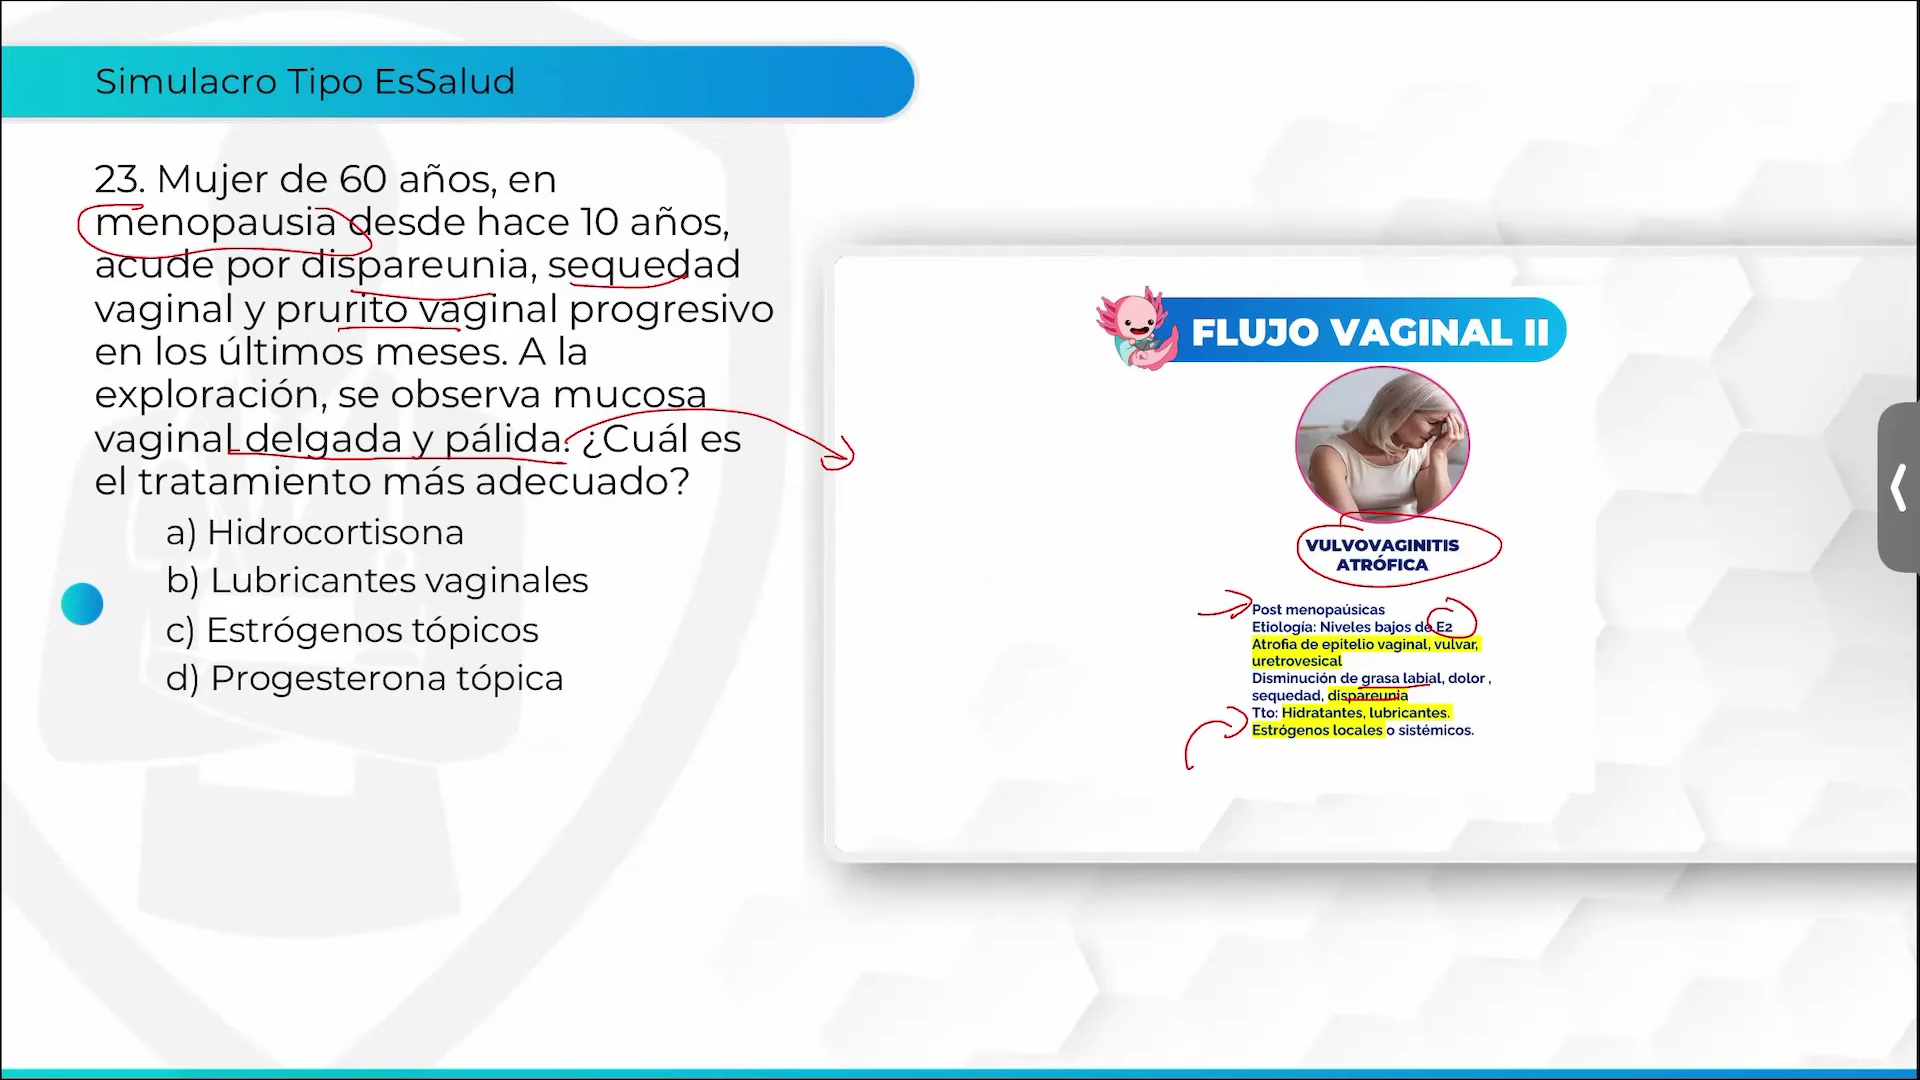 Simulacro Tipo EsSalud
23. Mujer de 60 años, en
menopausia desde hace 10 años,
acude por dispareunia, sequedad
vaginal y prurito vaginal progresivo
en los últimos meses. A la
exploración, se observa mucosa
vaginal delgada y pálida. ¿Cuál es
el tratamiento más adecuado?
a) Hidrocortisona
b) Lubricantes vaginales
c) Estrógenos tópicos
d) Progesterona tópica
FLUJO VAGINAL II
VULVOVAGINITIS
ATRÓFICA
Post menopaúsicas
Etiología: Niveles bajos de E2
Atrofia de epitelio vaginal, vulvar,
uretrovesical
Disminución de grasa labial, dolor ,
sequedad, dispareunia
Tto: Hidratantes, lubricantes.
Estrógenos locales o sistémicos.